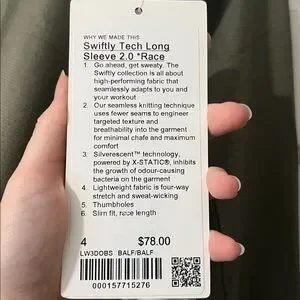 WHY WE MADE THIS
Swiftly Tech Long
Sleeve 2.0 *Race
1. Go ahead, get sweaty. The
Swiftly collection is all about
high-performing fabric that
seamlessly adapts to you and
your workout
2. Our seamless knitting technique
uses fewer seams to engineer
targeted texture and
breathability into the garment
for minimal chafe and maximum
comfort
3. Silverescent™ technology,
powered by X-STATIC®, inhibits
the growth of odour-causing
bacteria on the garment
4. Lightweight fabric is four-way
stretch and sweat-wicking
5. Thumbholes
6. Slim fit, race length
4 $78.00
LW3DOBS BALF/BALF
000157715276